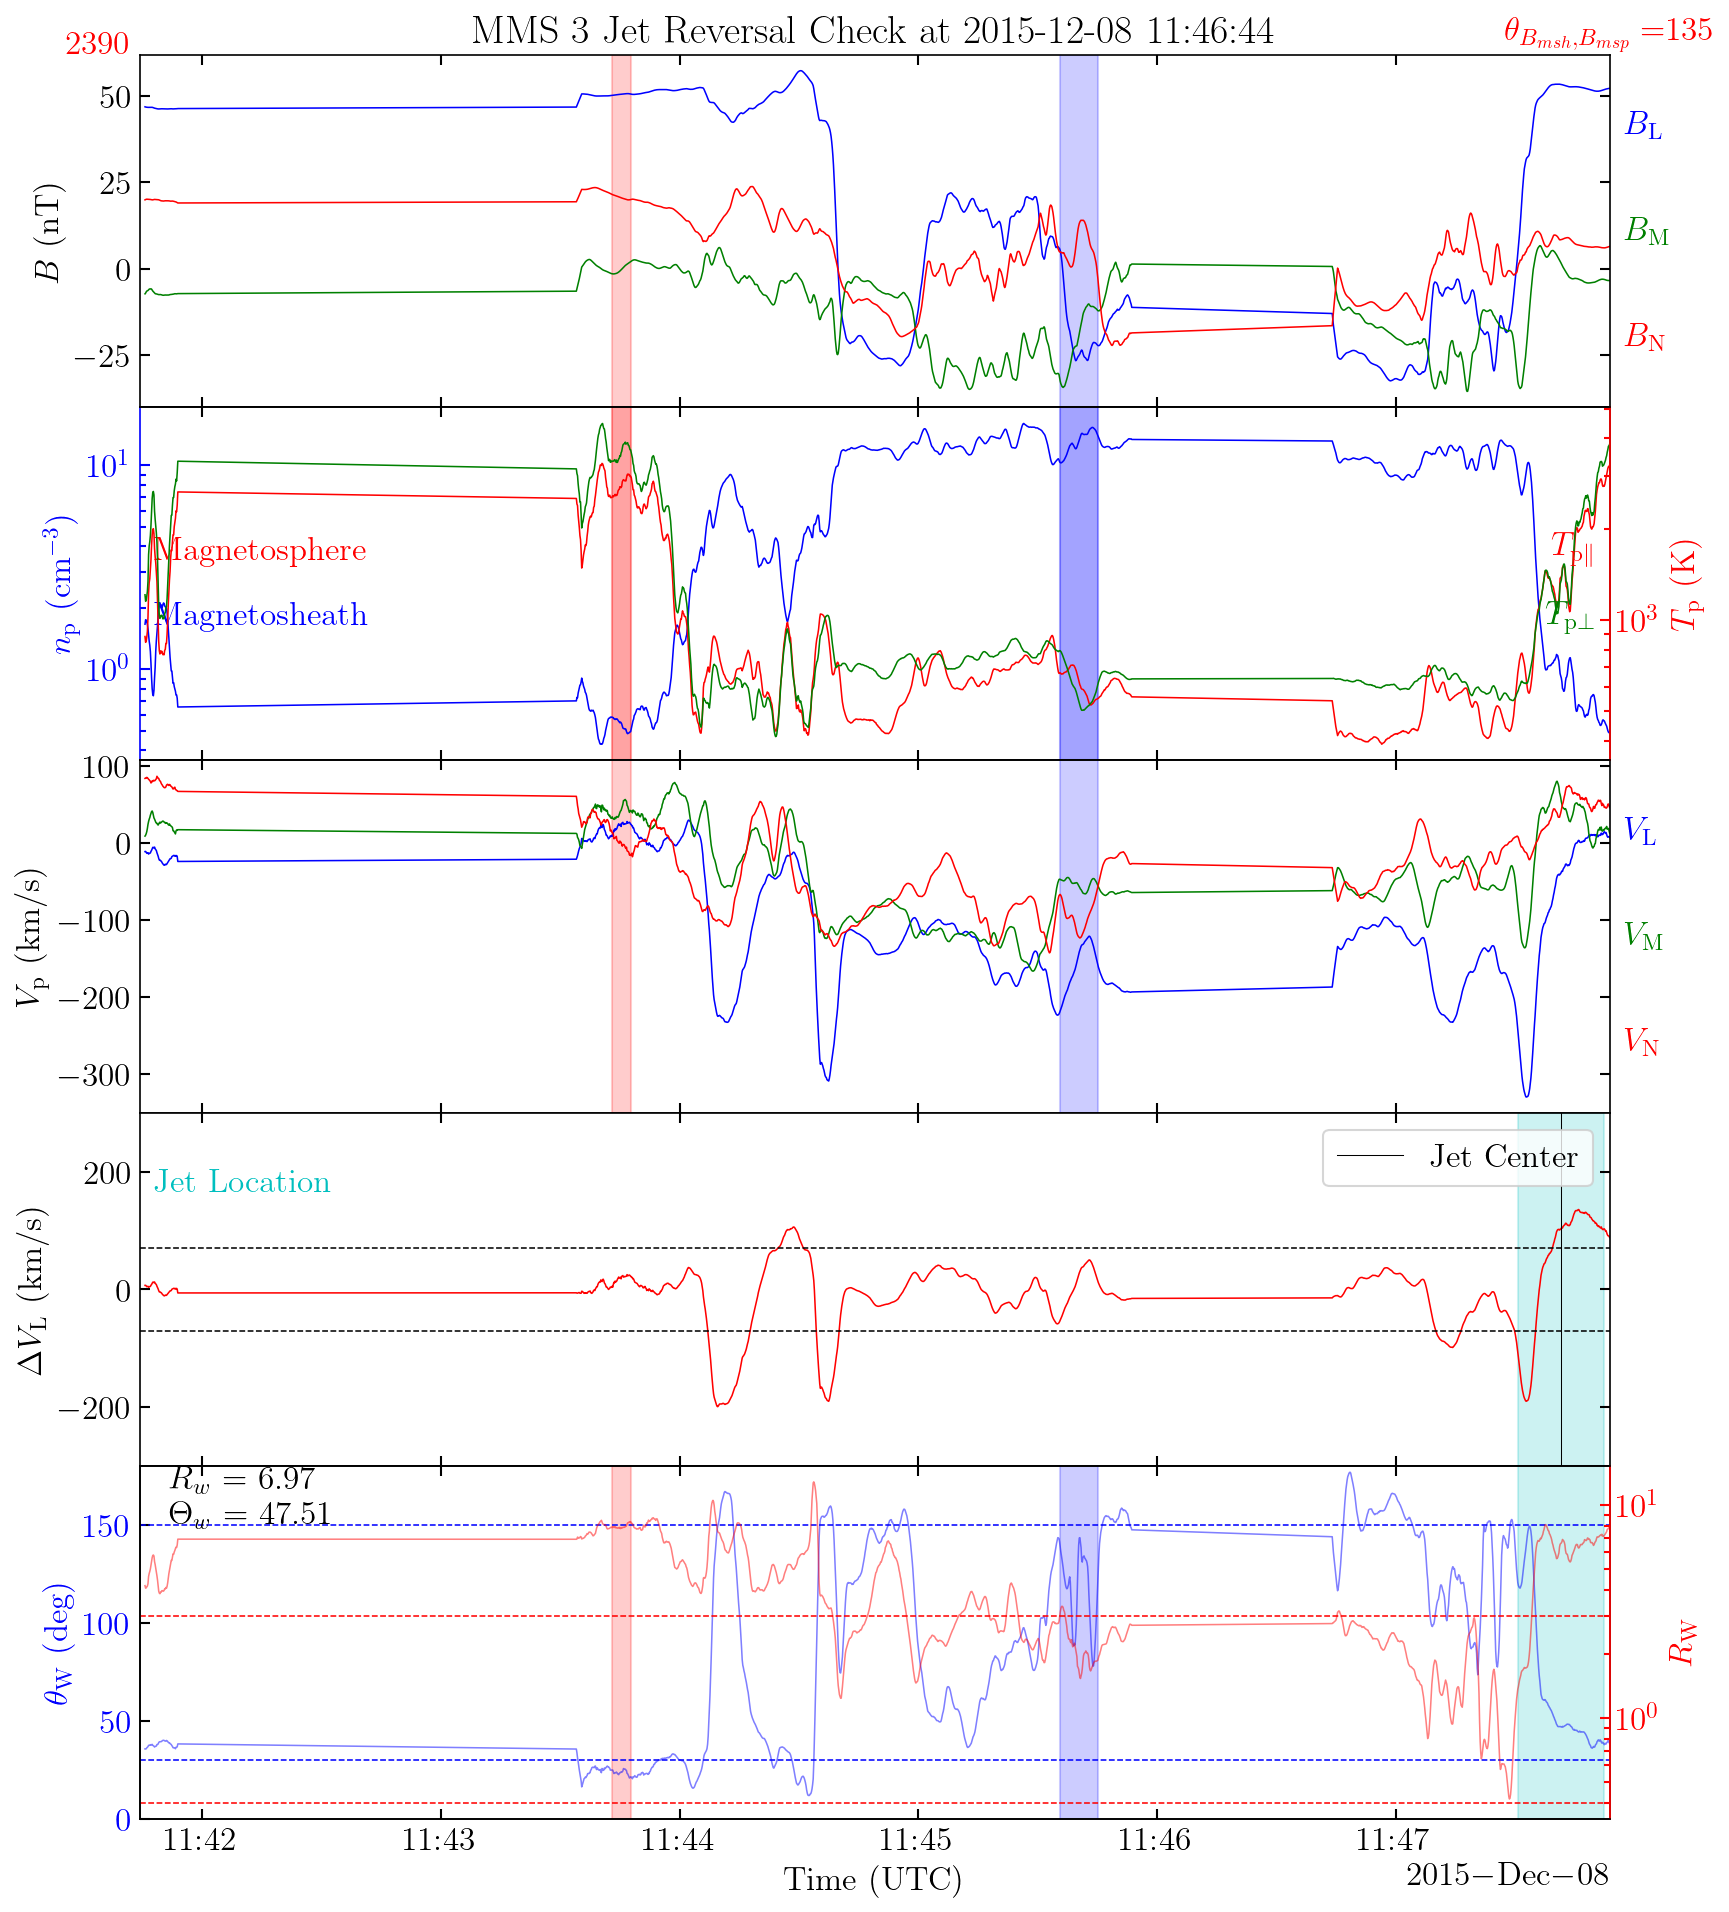 MMS 3 Jet Reversal Check at 2015-12-08 11:46:44
2390
θ_{B_{msh},B_{msp}} =135
50
25
0
−25
B (nT)
B_L
B_M
B_N
10^1
10^0
n_p (cm^{−3})
Magnetosphere
Magnetosheath
T_{p∥}
T_{p⊥}
10^3
T_p (K)
100
0
−100
−200
−300
V_p (km/s)
V_L
V_M
V_N
Jet Center
Jet Location
200
0
−200
ΔV_L (km/s)
R_w = 6.97
Θ_w = 47.51
150
100
50
0
θ_W (deg)
10^1
10^0
R_W
11:42 11:43 11:44 11:45 11:46 11:47
2015−Dec−08
Time (UTC)